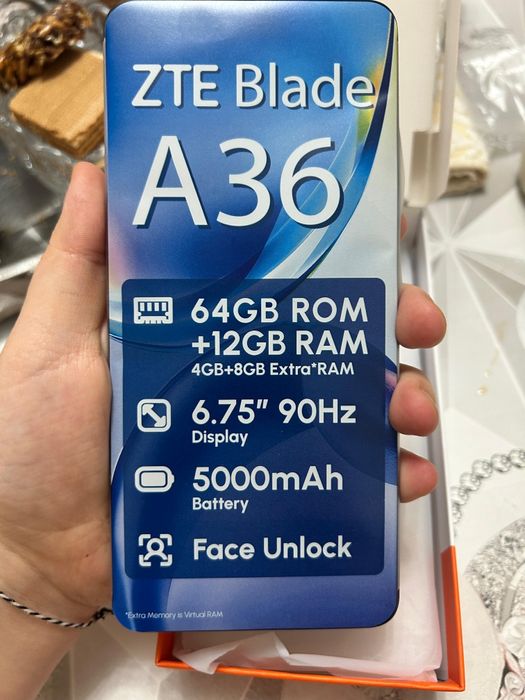 ZTE Blade
A36
64GB ROM
+12GB RAM
4GB+8GB Extra*RAM
6.75” 90Hz
Display
5000mAh
Battery
Face Unlock
*Extra Memory is Virtual RAM